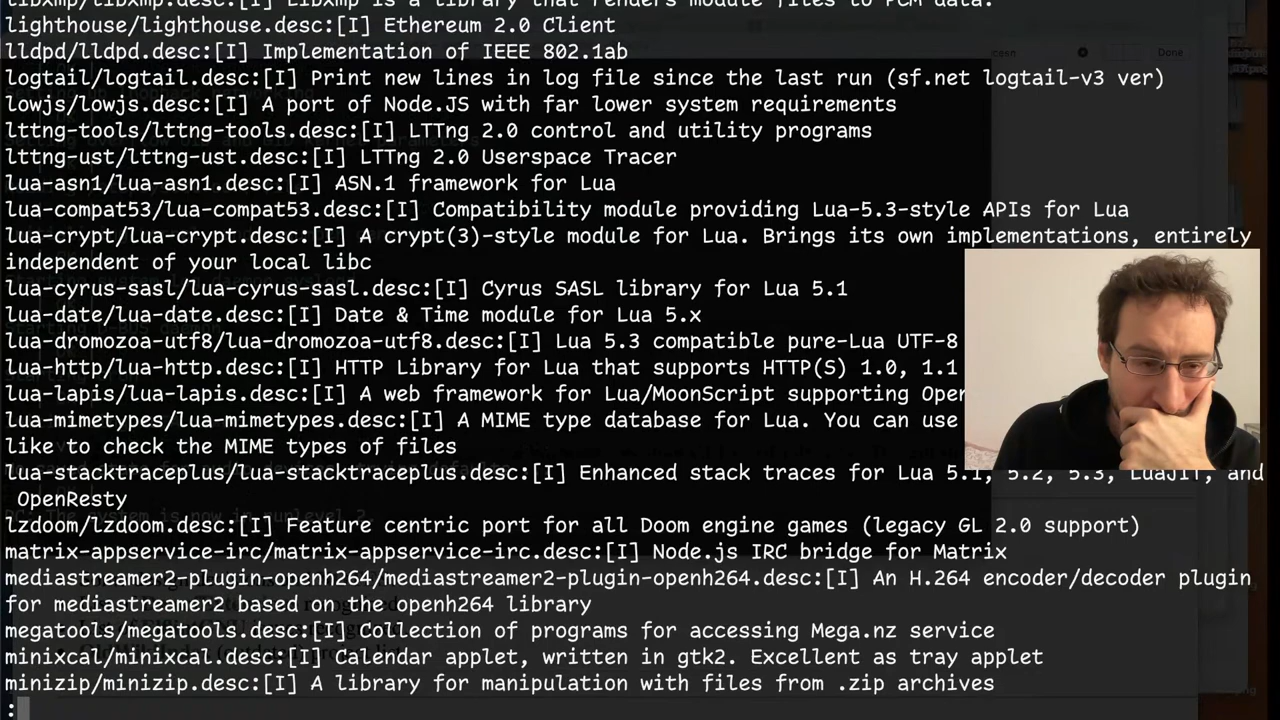 libxmp/libxmp.desc:[I] Libxmp is a library that renders module files to PCM data.
lighthouse/lighthouse.desc:[I] Ethereum 2.0 Client
lldpd/lldpd.desc:[I] Implementation of IEEE 802.1ab
Done
logtail/logtail.desc:[I] Print new lines in log file since the last run (sf.net logtail-v3 ver)
lowjs/lowjs.desc:[I] A port of Node.JS with far lower system requirements
lttng-tools/lttng-tools.desc:[I] LTTng 2.0 control and utility programs
lttng-ust/lttng-ust.desc:[I] LTTng 2.0 Userspace Tracer
lua-asn1/lua-asn1.desc:[I] ASN.1 framework for Lua
lua-compat53/lua-compat53.desc:[I] Compatibility module providing Lua-5.3-style APIs for Lua
lua-crypt/lua-crypt.desc:[I] A crypt(3)-style module for Lua. Brings its own implementations, entirely
independent of your local libc
lua-cyrus-sasl/lua-cyrus-sasl.desc:[I] Cyrus SASL library for Lua 5.1
lua-date/lua-date.desc:[I] Date & Time module for Lua 5.x
lua-dromozoa-utf8/lua-dromozoa-utf8.desc:[I] Lua 5.3 compatible pure-Lua UTF-8
lua-http/lua-http.desc:[I] HTTP Library for Lua that supports HTTP(S) 1.0, 1.1
lua-lapis/lua-lapis.desc:[I] A web framework for Lua/MoonScript supporting Open
lua-mimetypes/lua-mimetypes.desc:[I] A MIME type database for Lua. You can use
like to check the MIME types of files
lua-stacktraceplus/lua-stacktraceplus.desc:[I] Enhanced stack traces for Lua 5.1, 5.2, 5.3, LuaJIT, and
OpenResty
lzdoom/lzdoom.desc:[I] Feature centric port for all Doom engine games (legacy GL 2.0 support)
matrix-appservice-irc/matrix-appservice-irc.desc:[I] Node.js IRC bridge for Matrix
mediastreamer2-plugin-openh264/mediastreamer2-plugin-openh264.desc:[I] An H.264 encoder/decoder plugin
for mediastreamer2 based on the openh264 library
megatools/megatools.desc:[I] Collection of programs for accessing Mega.nz service
minixcal/minixcal.desc:[I] Calendar applet, written in gtk2. Excellent as tray applet
minizip/minizip.desc:[I] A library for manipulation with files from .zip archives
: